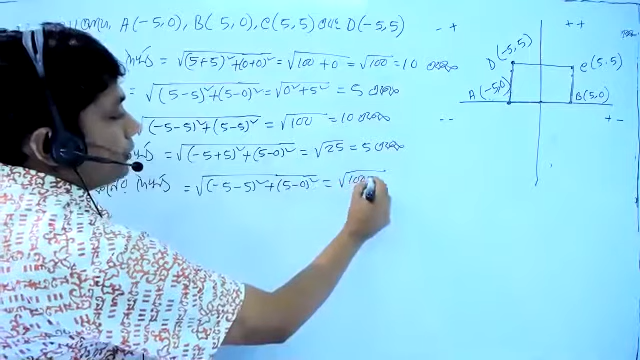 A(-5,0), B(5,0), C(5,5) এবং D(-5,5)
= √(5+5)²+(0+0)² = √100+0 = √100 = 10 একক
= √(5-5)²+(5-0)² = √0²+5² = 5 একক
√(-5-5)²+(5-5)² = √100 = 10 একক
= √(-5+5)²+(5-0)² = √25 = 5 একক
দৈর্ঘ্য = √(-5-5)²+(5-0)² = √100
- +
+ +
D(-5,5)
C(5,5)
A(-5,0)
B(5,0)
- -
+ -